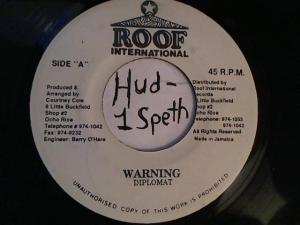 ROOF
INTERNATIONAL
SIDE "A"
45 R.P.M.
Produced &
Arranged by
Courtney Cole
6 Little Buckfield
Shop #2
Ocho Rios
Telephone # 974-1042
Fax: 974-9232
Engineer: Barry O'Hare
Hud-
1 Speth
Distributed by
Roof International
Records
6 Little Buckfield
Shop #2
Ocho Rios
Telephone: 974-1053
974-1042
All Rights Reserved
Made in Jamaica
WARNING
DIPLOMAT
UNAUTHORISED COPY OF THIS WORK IS PROHIBITED